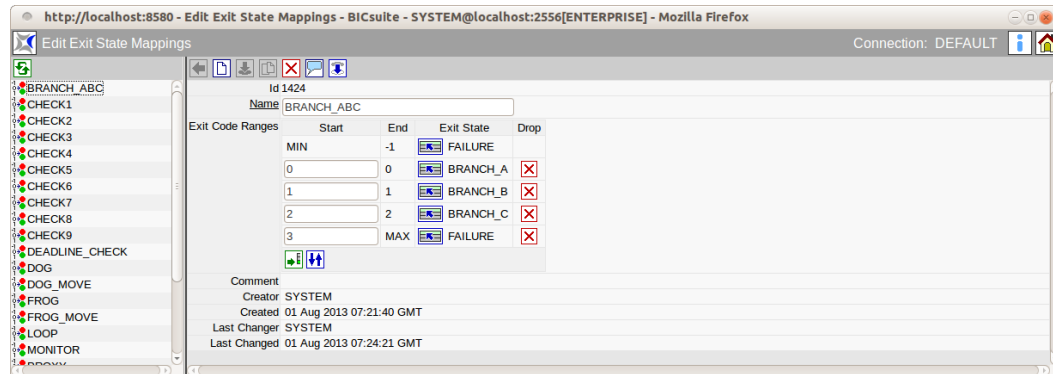 http://localhost:8580 - Edit Exit State Mappings - BICsuite - SYSTEM@localhost:2556[ENTERPRISE] - Mozilla Firefox
Edit Exit State Mappings
Connection: DEFAULT
BRANCH_ABC
CHECK1
CHECK2
CHECK3
CHECK4
CHECK5
CHECK6
CHECK7
CHECK8
CHECK9
DEADLINE_CHECK
DOG
DOG_MOVE
FROG
FROG_MOVE
LOOP
MONITOR
PROXY
Id 1424
Name BRANCH_ABC
Exit Code Ranges Start End Exit State Drop
MIN -1 FAILURE
0 0 BRANCH_A
1 1 BRANCH_B
2 2 BRANCH_C
3 MAX FAILURE
Comment
Creator SYSTEM
Created 01 Aug 2013 07:21:40 GMT
Last Changer SYSTEM
Last Changed 01 Aug 2013 07:24:21 GMT